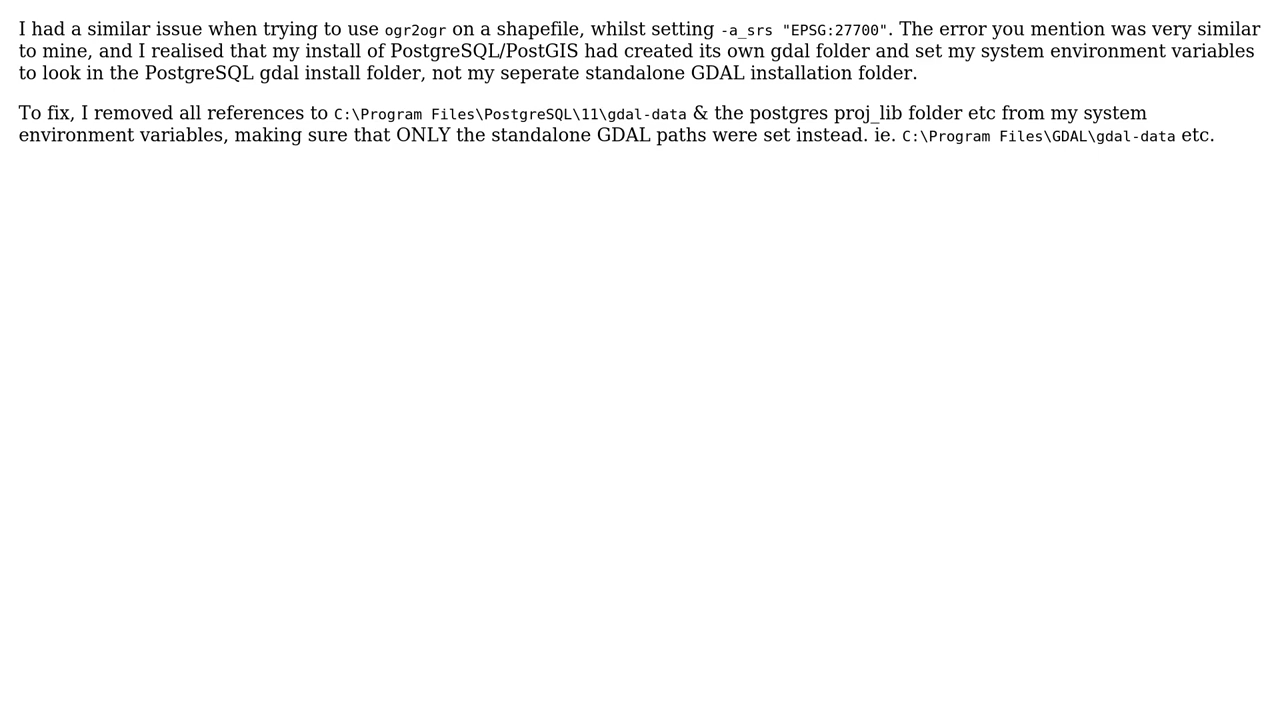 I had a similar issue when trying to use ogr2ogr on a shapefile, whilst setting -a_srs "EPSG:27700". The error you mention was very similar
to mine, and I realised that my install of PostgreSQL/PostGIS had created its own gdal folder and set my system environment variables
to look in the PostgreSQL gdal install folder, not my seperate standalone GDAL installation folder.
To fix, I removed all references to C:\Program Files\PostgreSQL\11\gdal-data & the postgres proj_lib folder etc from my system
environment variables, making sure that ONLY the standalone GDAL paths were set instead. ie. C:\Program Files\GDAL\gdal-data etc.